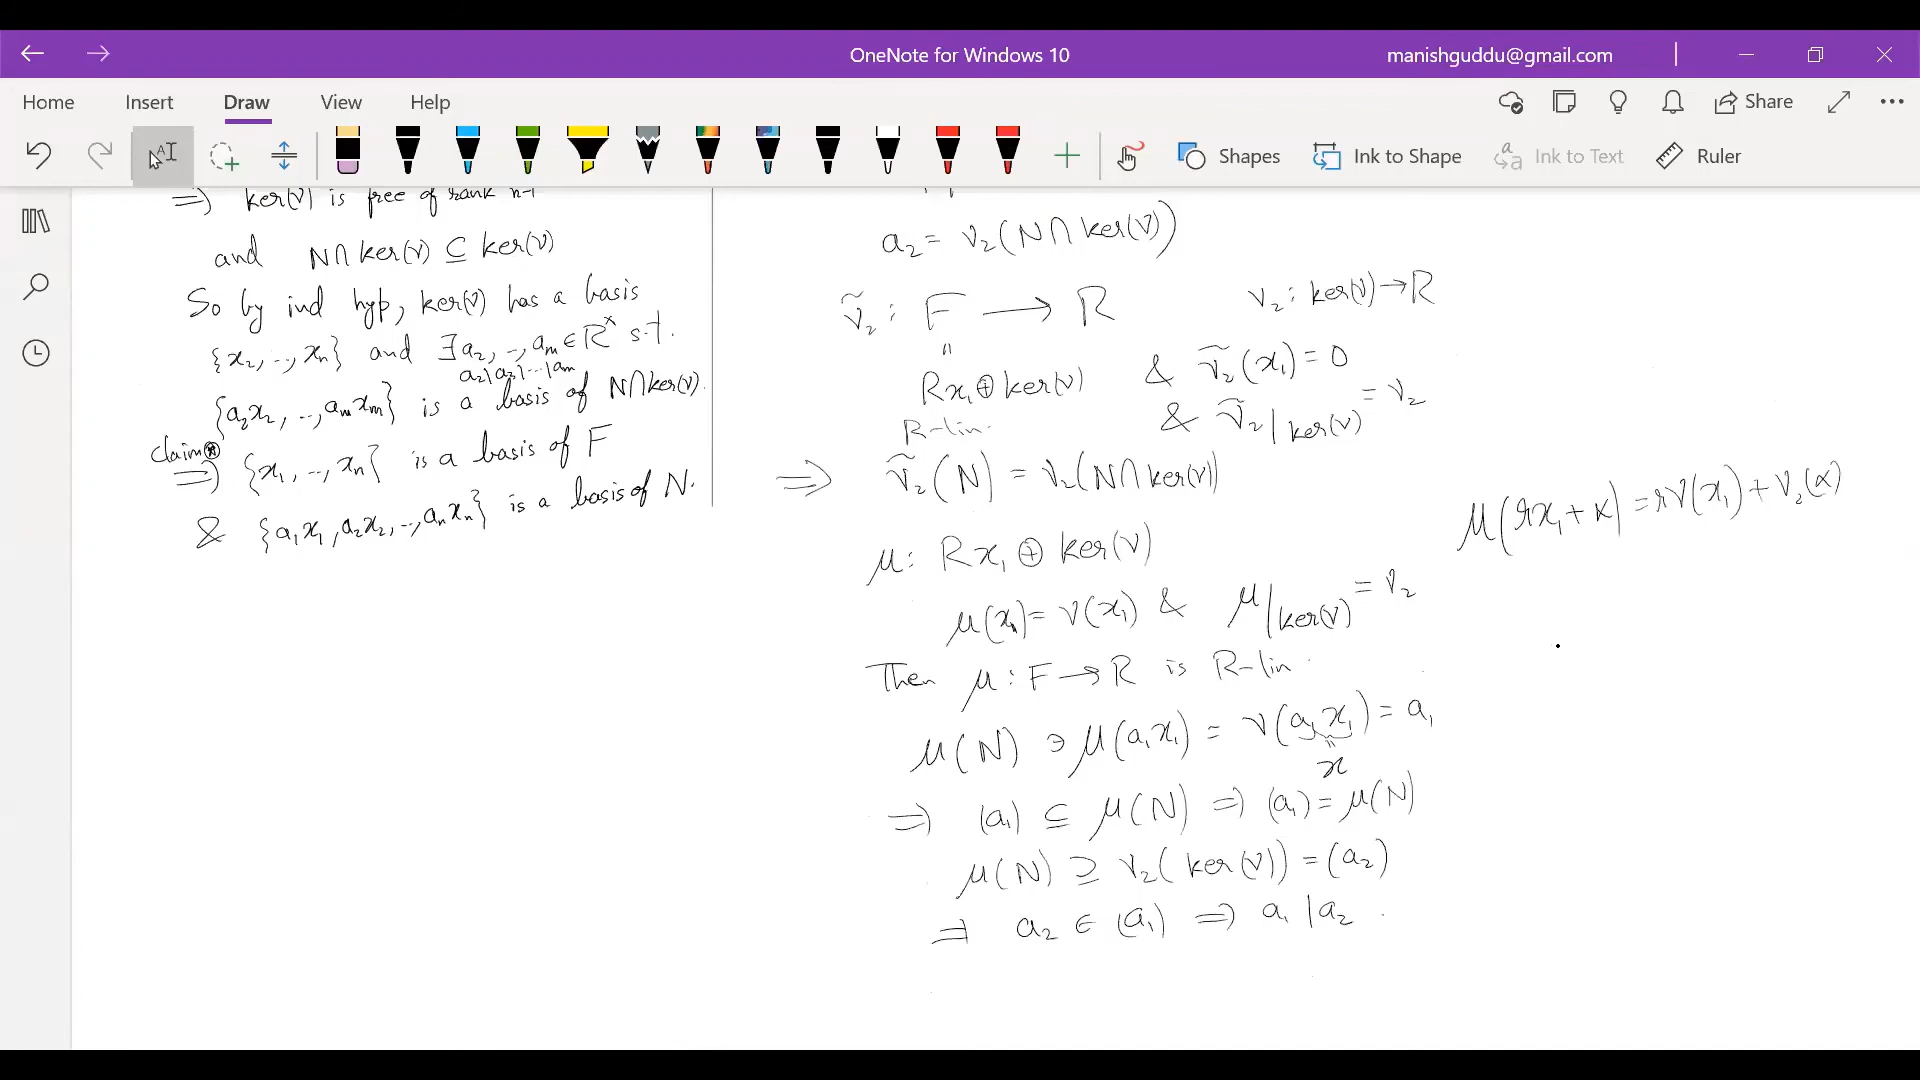 OneNote for Windows 10
manishguddu@gmail.com
Home Insert Draw View Help
Share
Shapes Ink to Shape Ink to Text Ruler
=> ker(ν) is free of rank n-1
and N∩ker(ν) ⊆ ker(ν)
So by ind hyp, ker(ν) has a basis
{x₂, .., xₙ} and ∃ a₂, .., aₘ ∈ R^x s.t.
a₂|a₃|...|aₘ
{a₂x₂, .., aₘxₘ} is a basis of N∩ker(ν).
Claim⊛
=> {x₁, .., xₙ} is a basis of F
& {a₁x₁, a₂x₂, .., aₙxₙ} is a basis of N.
a₂ = ν₂(N∩ker(ν))
ν̃₂ : F → R ν₂ : ker(ν) → R
"
Rx₁ ⊕ ker(ν) & ν̃₂(x₁) = 0
R-lin. & ν̃₂|ker(ν) = ν₂
=> ν̃₂(N) = ν₂(N∩ker(ν))
μ(rx₁+α) = rν(x₁) + ν₂(α)
μ: Rx₁ ⊕ ker(ν)
μ(x₁) = ν(x₁) & μ|ker(ν) = ν₂
Then μ : F → R is R-lin.
μ(N) ∋ μ(a₁x₁) = ν(a₁x₁) = a₁
"
x
=> (a₁) ⊆ μ(N) => (a₁) = μ(N)
μ(N) ⊇ ν₂(ker(ν)) = (a₂)
=> a₂ ∈ (a₁) => a₁ | a₂ .